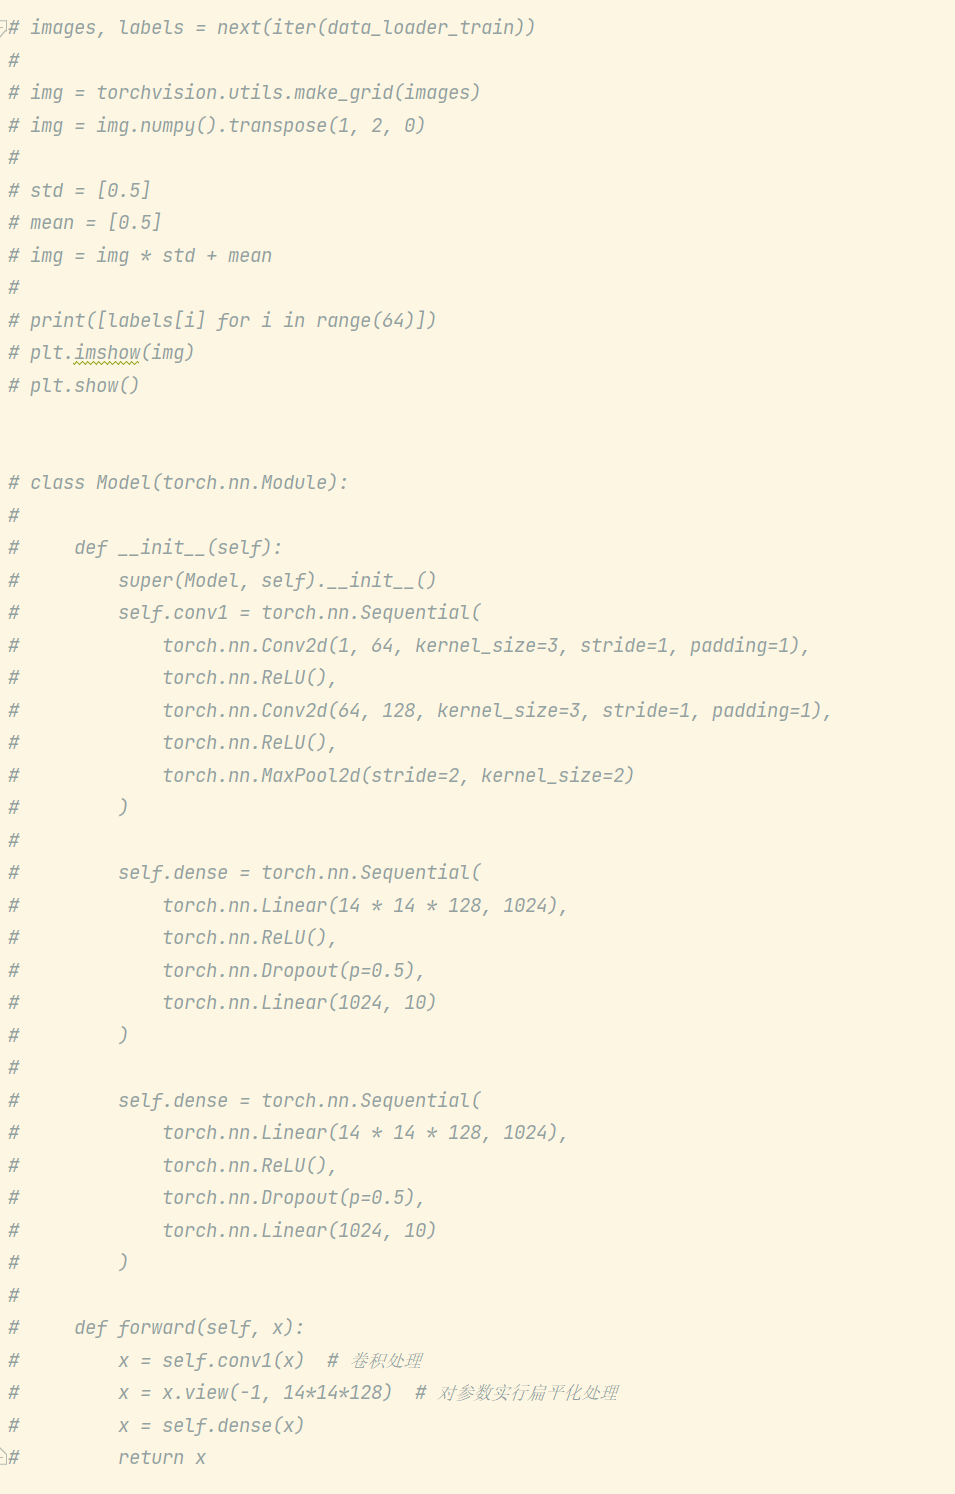 # images, labels = next(iter(data_loader_train))
#
# img = torchvision.utils.make_grid(images)
# img = img.numpy().transpose(1, 2, 0)
#
# std = [0.5]
# mean = [0.5]
# img = img * std + mean
#
# print([labels[i] for i in range(64)])
# plt.imshow(img)
# plt.show()
# class Model(torch.nn.Module):
#
#     def __init__(self):
#         super(Model, self).__init__()
#         self.conv1 = torch.nn.Sequential(
#             torch.nn.Conv2d(1, 64, kernel_size=3, stride=1, padding=1),
#             torch.nn.ReLU(),
#             torch.nn.Conv2d(64, 128, kernel_size=3, stride=1, padding=1),
#             torch.nn.ReLU(),
#             torch.nn.MaxPool2d(stride=2, kernel_size=2)
#         )
#
#         self.dense = torch.nn.Sequential(
#             torch.nn.Linear(14 * 14 * 128, 1024),
#             torch.nn.ReLU(),
#             torch.nn.Dropout(p=0.5),
#             torch.nn.Linear(1024, 10)
#         )
#
#         self.dense = torch.nn.Sequential(
#             torch.nn.Linear(14 * 14 * 128, 1024),
#             torch.nn.ReLU(),
#             torch.nn.Dropout(p=0.5),
#             torch.nn.Linear(1024, 10)
#         )
#
#     def forward(self, x):
#         x = self.conv1(x)  # 卷积处理
#         x = x.view(-1, 14*14*128)  # 对参数实行扁平化处理
#         x = self.dense(x)
#         return x